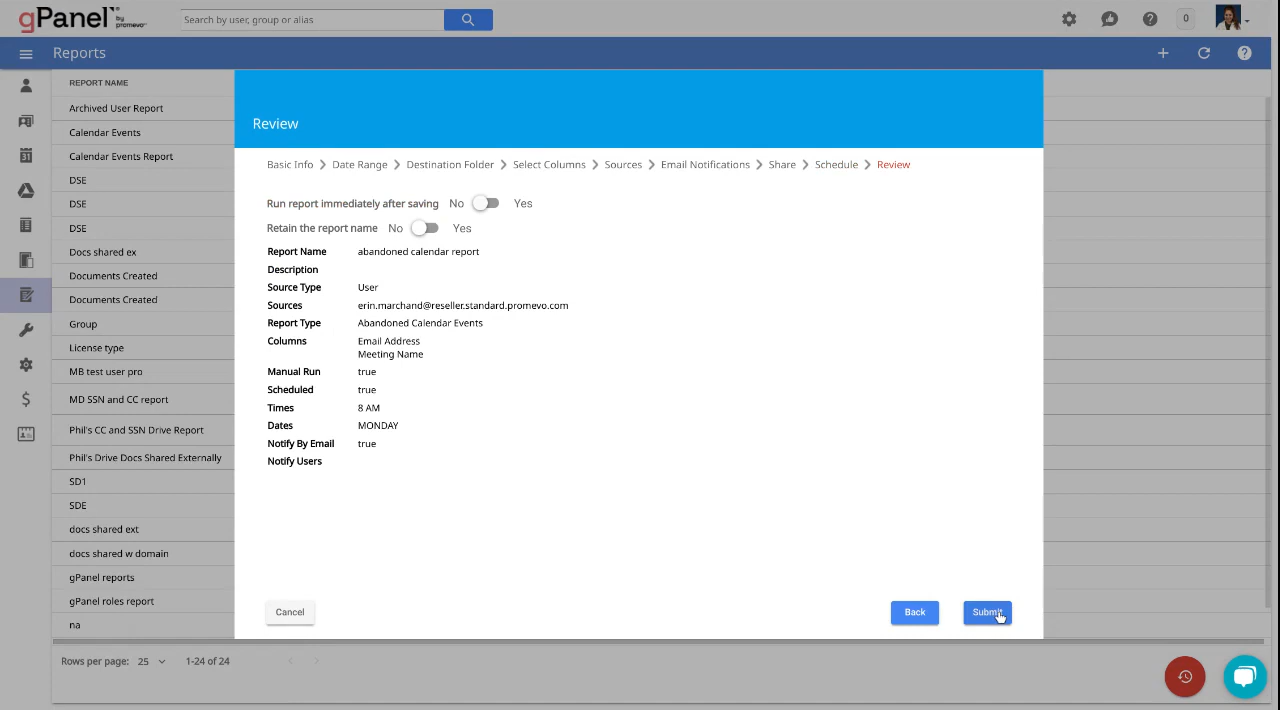 gPanel by promevo
Search by user, group or alias
0
Reports
REPORT NAME
Archived User Report
Calendar Events
Calendar Events Report
DSE
DSE
DSE
Docs shared ex
Documents Created
Documents Created
Group
License type
MB test user pro
MD SSN and CC report
Phil's CC and SSN Drive Report
Phil's Drive Docs Shared Externally
SD1
SDE
docs shared ext
docs shared w domain
gPanel reports
gPanel roles report
na
Rows per page: 25 1-24 of 24
31
Review
Basic Info Date Range Destination Folder Select Columns Sources Email Notifications Share Schedule Review
Run report immediately after saving No Yes
Retain the report name No Yes
Report Name abandoned calendar report
Description
Source Type User
Sources erin.marchand@reseller.standard.promevo.com
Report Type Abandoned Calendar Events
Columns Email Address
Meeting Name
Manual Run true
Scheduled true
Times 8 AM
Dates MONDAY
Notify By Email true
Notify Users
Cancel Back Submit